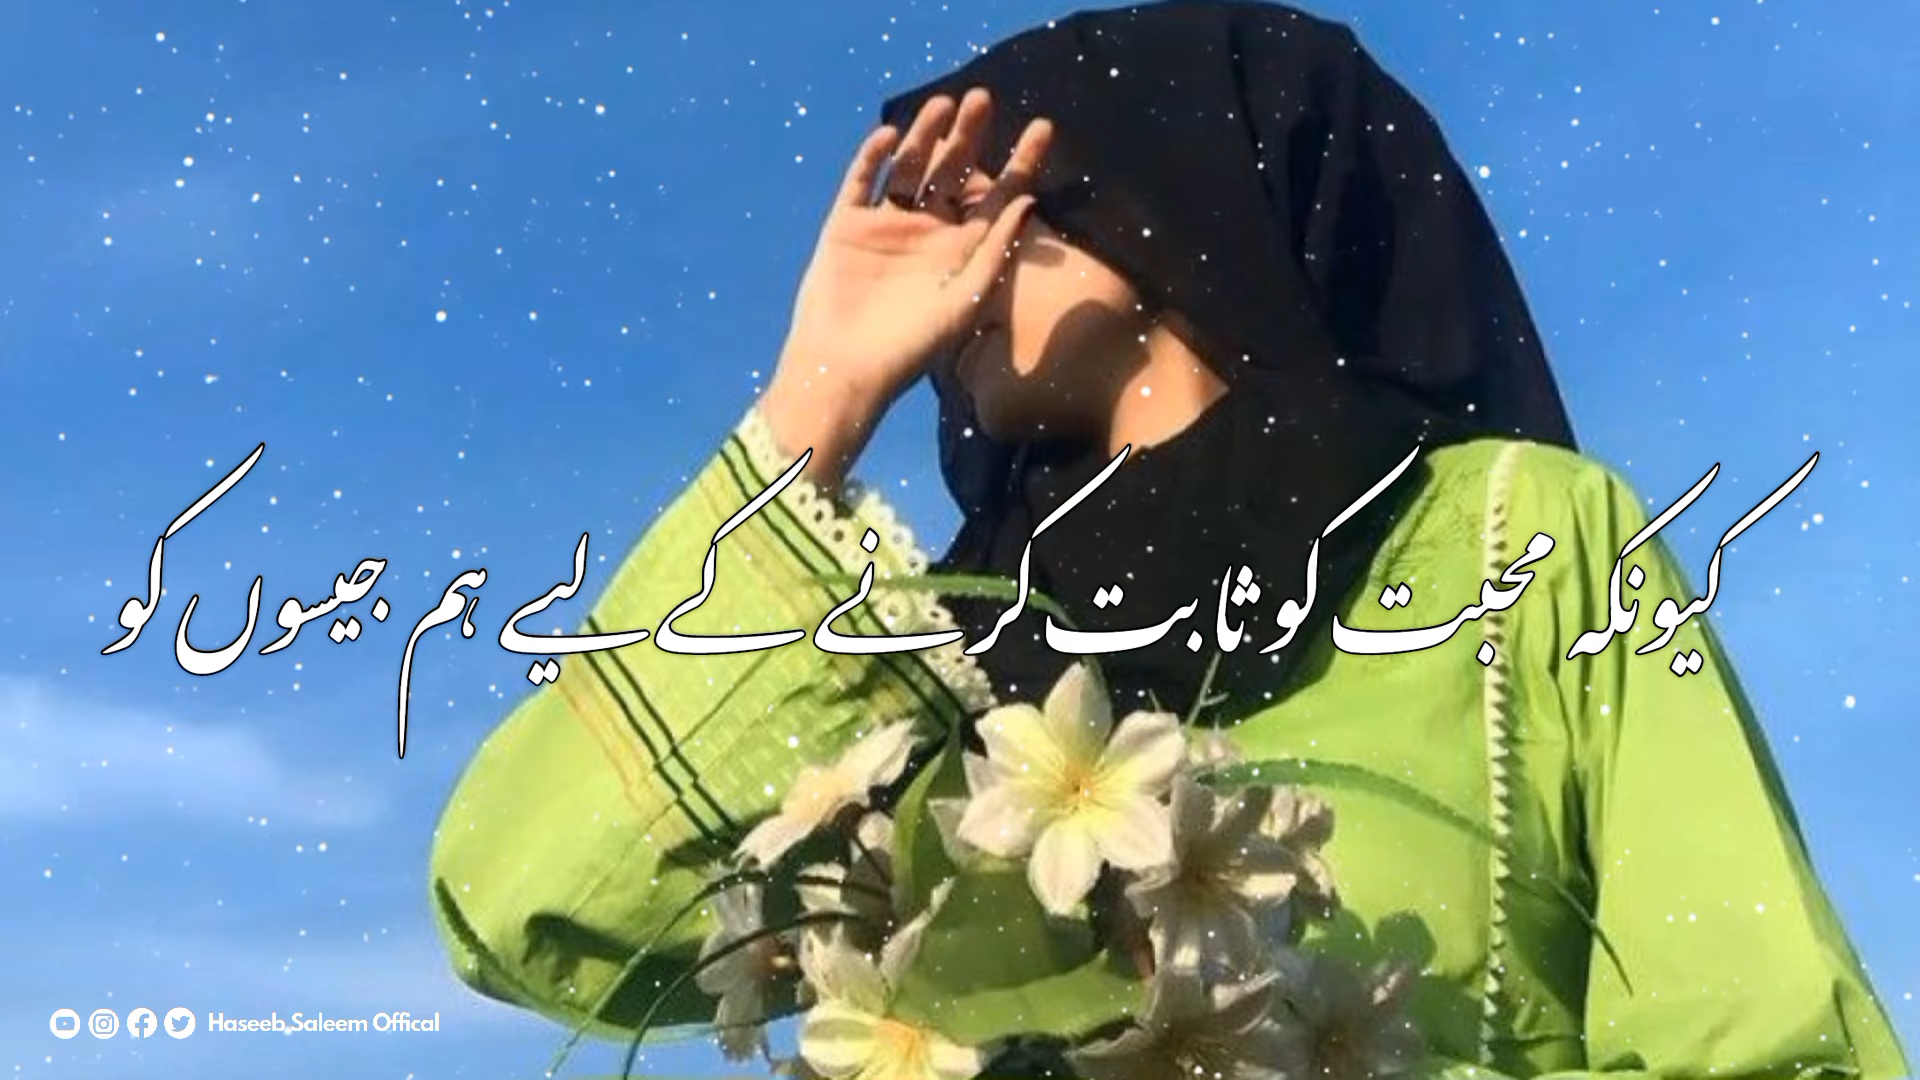 کیونکہ محبت کو ثابت کرنے کے لیے ہم جیسوں کو
Haseeb Saleem Offical